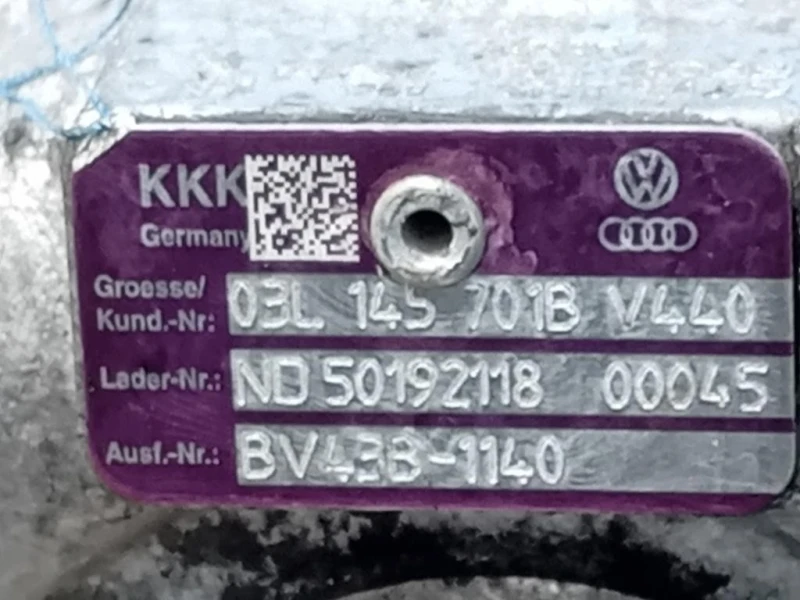 KKK
Germany
Groesse/
Kund.-Nr: 03L 145 701B V440
Lader-Nr.: ND 50192118 00045
Ausf.-Nr.: BV43B-1140